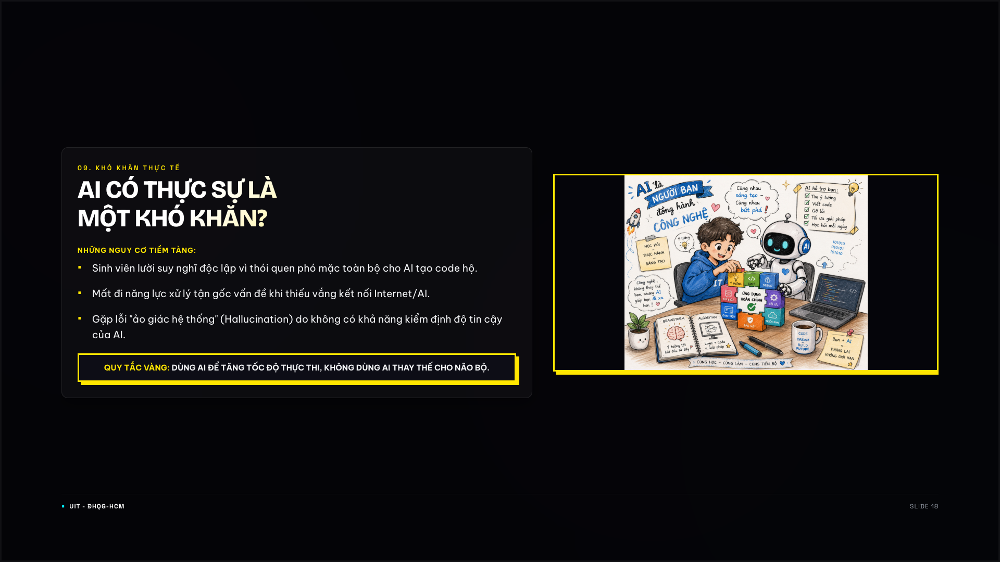 09. KHÓ KHĂN THỰC TẾ
AI CÓ THỰC SỰ LÀ
MỘT KHÓ KHĂN?
NHỮNG NGUY CƠ TIỀM TÀNG:
Sinh viên lười suy nghĩ độc lập vì thói quen phó mặc toàn bộ cho AI tạo code hộ.
Mất đi năng lực xử lý tận gốc vấn đề khi thiếu vắng kết nối Internet/AI.
Gặp lỗi "ảo giác hệ thống" (Hallucination) do không có khả năng kiểm định độ tin cậy
của AI.
QUY TẮC VÀNG: DÙNG AI ĐỂ TĂNG TỐC ĐỘ THỰC THI, KHÔNG DÙNG AI THAY THẾ CHO NÃO BỘ.
AI là
NGƯỜI BẠN
đồng hành
CÔNG NGHỆ
Cùng nhau
sáng tạo –
Cùng nhau
bứt phá !
AI hỗ trợ bạn:
Tìm ý tưởng
Viết code
Gỡ lỗi
Tối ưu giải pháp
Học hỏi mỗi ngày
HỌC HỎI
–
THỰC HÀNH
–
SÁNG TẠO
Ý tưởng
AI
101010
010101
101010
Công nghệ
không thay thế
bạn, nhưng AI
giúp bạn đi xa
hơn !
IT
Ý TƯỞNG
CODE
DEBUG
DỮ LIỆU
ỨNG DỤNG
HOÀN CHỈNH
TỐI ƯU
GIAO DIỆN
BẢO MẬT
TRIỂN KHAI
</>
BRAINSTORM
Ý tưởng tốt
bắt đầu từ đây!
ALGORITHM
Logic + Code
= Giải pháp
CODE
–
DREAM
–
BUILD
FUTURE
Bạn + AI
=
TƯƠNG LAI
KHÔNG GIỚI HẠN
CÙNG HỌC – CÙNG LÀM – CÙNG TIẾN BỘ
UIT - ĐHQG-HCM
SLIDE 18